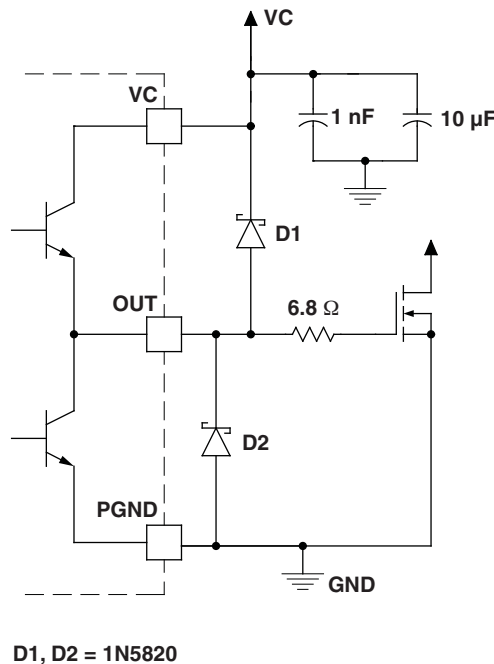 VC
VC
1 nF
10 µF
D1
OUT
6.8 Ω
D2
PGND
GND
D1, D2 = 1N5820